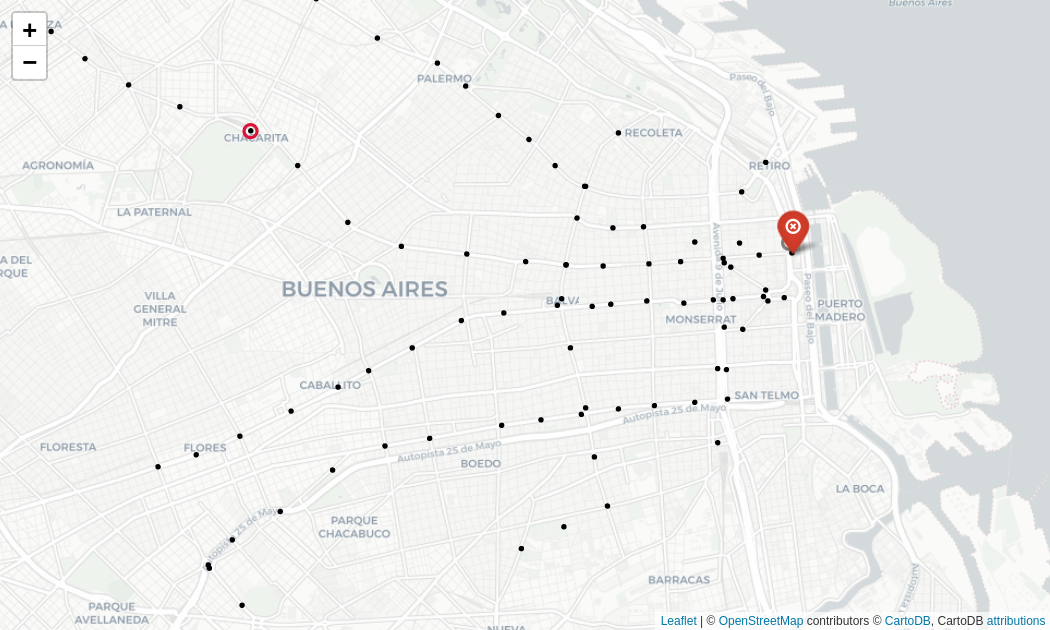 Buenos Aires
+
−
PALERMO
Paseo del Bajo
CHACARITA
RECOLETA
AGRONOMÍA
RETIRO
LA PATERNAL
Avenida 9 de Julio
BUENOS AIRES
VILLA
GENERAL
MITRE
BALVA
MONSERRAT
Paseo del Bajo
PUERTO
MADERO
CABALLITO
SAN TELMO
Autopista 25 de Mayo
FLORESTA
FLORES
Autopista 25 de Mayo
BOEDO
LA BOCA
Autopista 25 de Mayo
PARQUE
CHACABUCO
BARRACAS
Autopista
PARQUE
AVELLANEDA
NUEVA
Leaflet | © OpenStreetMap contributors © CartoDB, CartoDB attributions